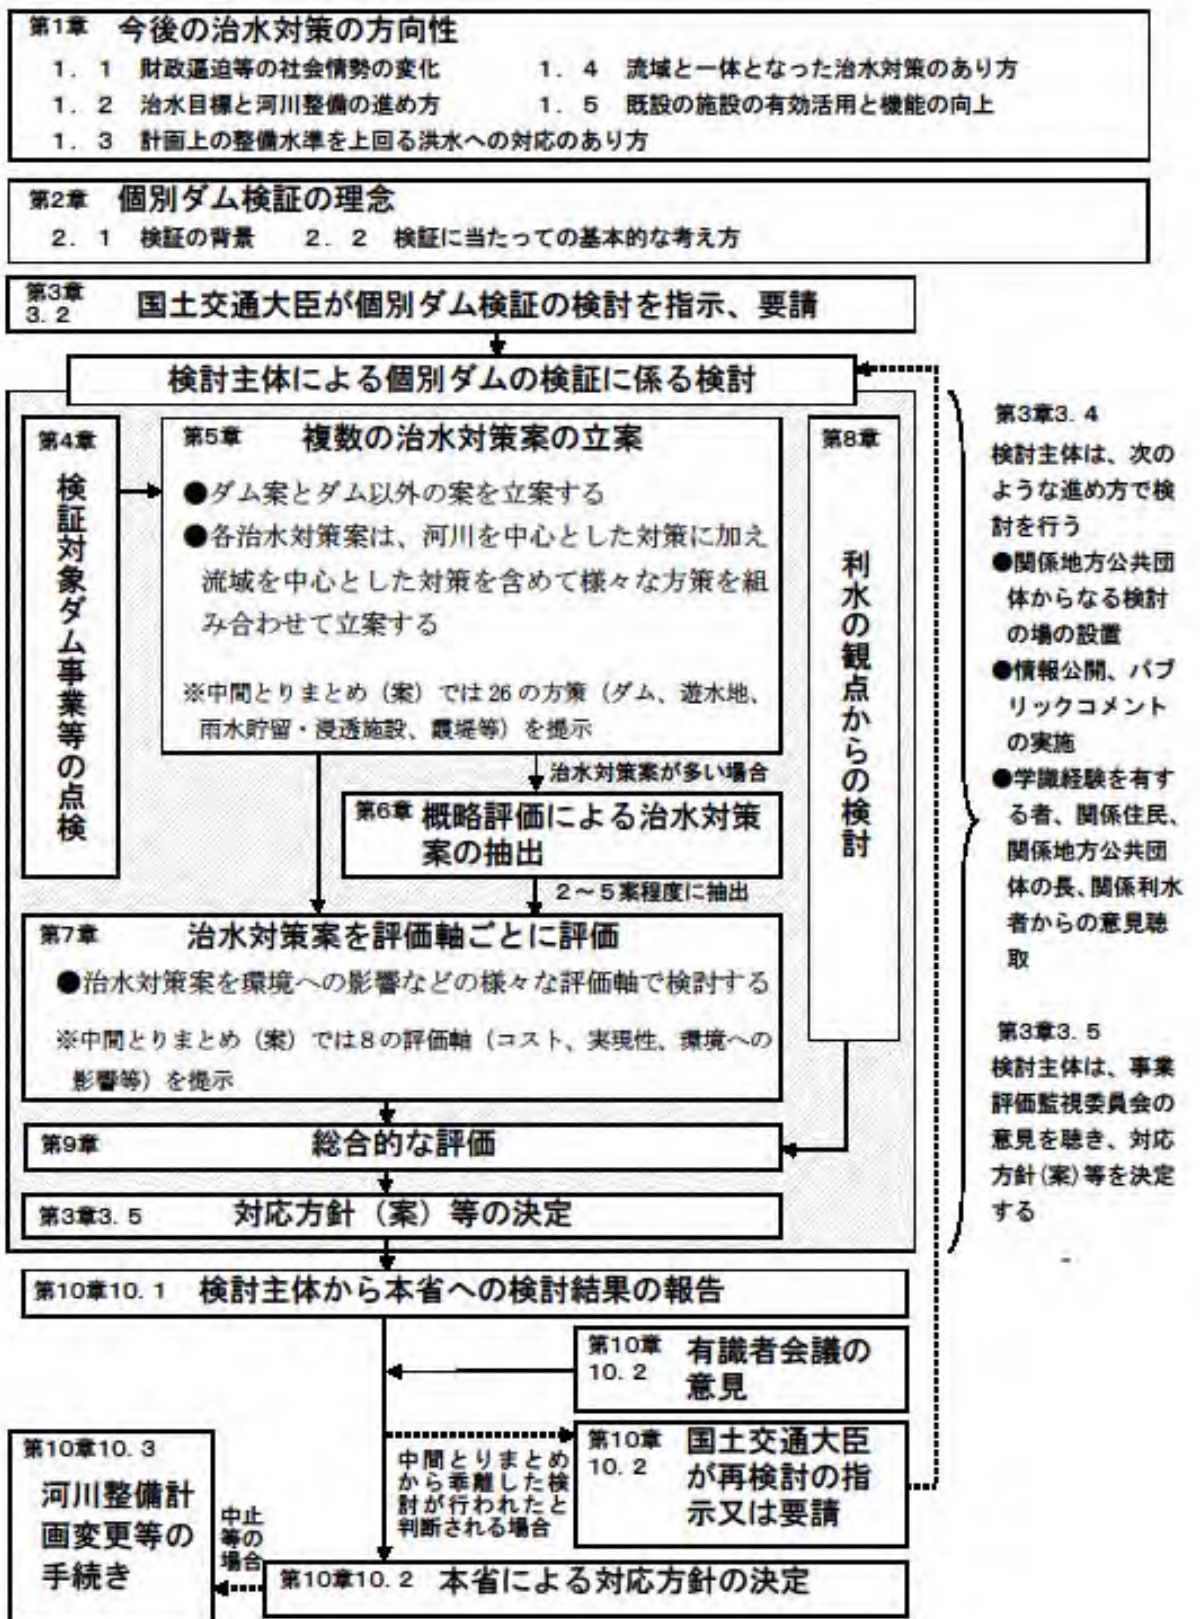 第1章 今後の治水対策の方向性
1．1 財政逼迫等の社会情勢の変化
1．4 流域と一体となった治水対策のあり方
1．2 治水目標と河川整備の進め方
1．5 既設の施設の有効活用と機能の向上
1．3 計画上の整備水準を上回る洪水への対応のあり方
第2章 個別ダム検証の理念
2．1 検証の背景 2．2 検証に当たっての基本的な考え方
第3章
3.2
国土交通大臣が個別ダム検証の検討を指示、要請
検討主体による個別ダムの検証に係る検討
第4章
検証対象ダム事業等の点検
第5章 複数の治水対策案の立案
●ダム案とダム以外の案を立案する
●各治水対策案は、河川を中心とした対策に加え
流域を中心とした対策を含めて様々な方策を組
み合わせて立案する
※中間とりまとめ（案）では26の方策（ダム、遊水地、
雨水貯留・浸透施設、霞堤等）を提示
治水対策案が多い場合
第6章 概略評価による治水対策
案の抽出
2～5案程度に抽出
第7章 治水対策案を評価軸ごとに評価
●治水対策案を環境への影響などの様々な評価軸で検討する
※中間とりまとめ（案）では8の評価軸（コスト、実現性、環境への
影響等）を提示
第8章
利水の観点からの検討
第9章 総合的な評価
第3章3.5 対応方針（案）等の決定
第3章3.4
検討主体は、次の
ような進め方で検
討を行う
●関係地方公共団
体からなる検討
の場の設置
●情報公開、パブ
リックコメント
の実施
●学識経験を有す
る者、関係住民、
関係地方公共団
体の長、関係利水
者からの意見聴
取
第3章3.5
検討主体は、事業
評価監視委員会の
意見を聴き、対応
方針(案)等を決定
する
第10章10.1 検討主体から本省への検討結果の報告
第10章
10.2
有識者会議の
意見
中間とりまとめ
から乖離した検
討が行われたと
判断される場合
第10章
10.2
国土交通大臣
が再検討の指
示又は要請
第10章10.2 本省による対応方針の決定
中止
等の
場合
第10章10.3
河川整備計
画変更等の
手続き